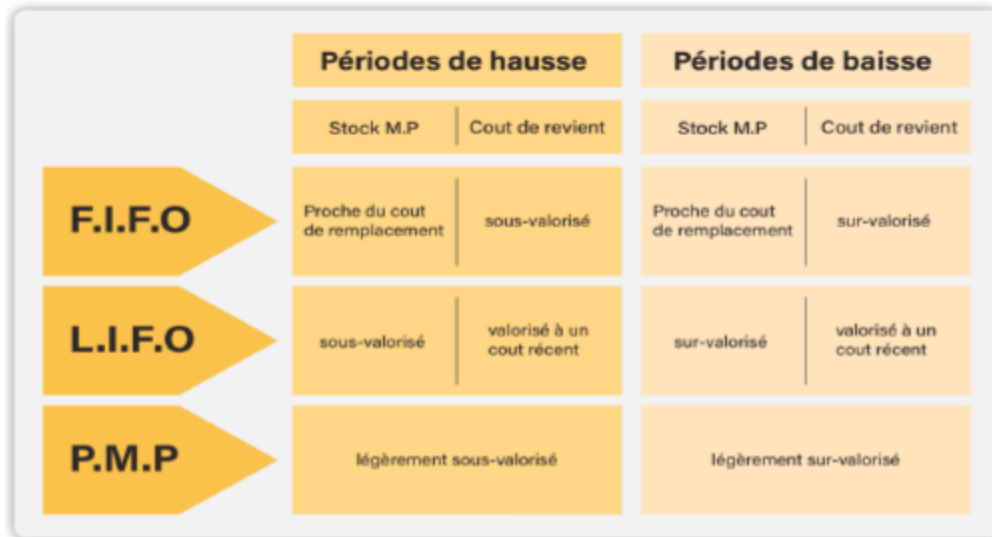 Périodes de hausse
Périodes de baisse
Stock M.P
Cout de revient
Stock M.P
Cout de revient
F.I.F.O
Proche du cout
de remplacement
sous-valorisé
Proche du cout
de remplacement
sur-valorisé
L.I.F.O
sous-valorisé
valorisé à un
cout récent
sur-valorisé
valorisé à un
cout récent
P.M.P
légèrement sous-valorisé
légèrement sur-valorisé